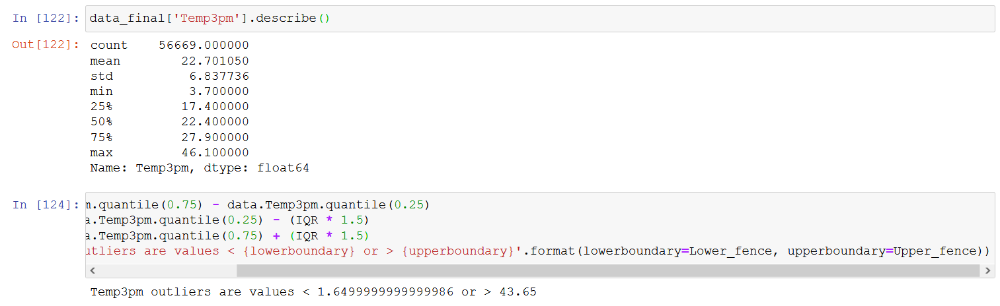 In [122]: data_final['Temp3pm'].describe()
Out[122]: count 56669.000000
mean 22.701050
std 6.837736
min 3.700000
25% 17.400000
50% 22.400000
75% 27.900000
max 46.100000
Name: Temp3pm, dtype: float64
In [124]: m.quantile(0.75) - data.Temp3pm.quantile(0.25)
a.Temp3pm.quantile(0.25) - (IQR * 1.5)
a.Temp3pm.quantile(0.75) + (IQR * 1.5)
utliers are values < {lowerboundary} or > {upperboundary}'.format(lowerboundary=Lower_fence, upperboundary=Upper_fence))
Temp3pm outliers are values < 1.6499999999999986 or > 43.65